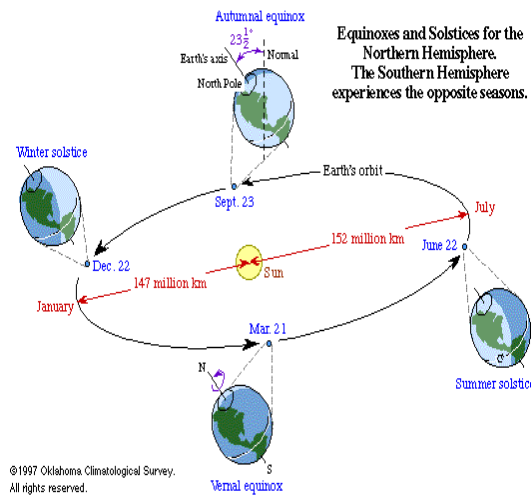 Autumnal equinox
23 1/2°
Earth's axis
Normal
North Pole
Equinoxes and Solstices for the
Northern Hemisphere.
The Southern Hemisphere
experiences the opposite seasons.
Winter solstice
Earth's orbit
Sept. 23
July
152 million km
June 22
Dec. 22
Sun
147 million km
January
Mar. 21
N
S
Summer solstice
Vernal equinox
©1997 Oklahoma Climatological Survey.
All rights reserved.